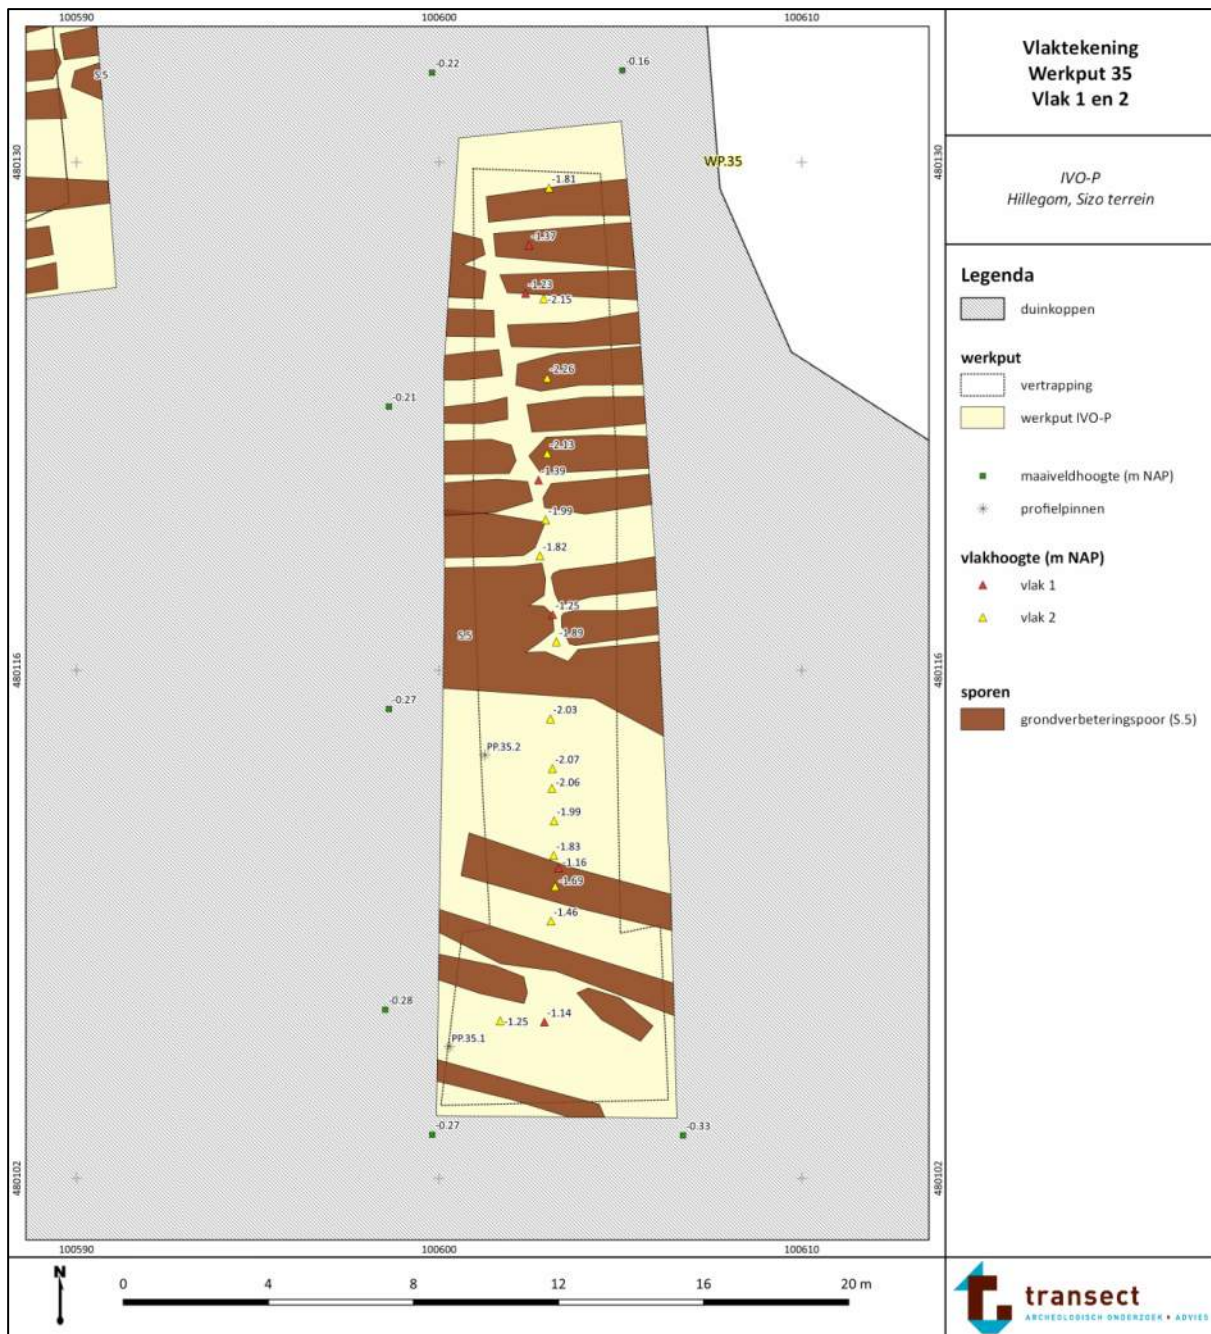 100590
100600
100610
-0.22
-0.16
S.5
480130
WP.35
480130
-1.81
-1.37
-1.23
-2.15
-2.26
-0.21
-2.13
-1.39
-1.99
-1.82
-1.25
S.5
-1.89
480116
480116
-0.27
-2.03
PP.35.2
-2.07
-2.06
-1.99
-1.83
-1.16
-1.69
-1.46
-0.28
-1.25
-1.14
PP.35.1
-0.27
-0.33
480102
480102
100590
100600
100610
N
0
4
8
12
16
20 m
Vlaktekening
Werkput 35
Vlak 1 en 2
IVO-P
Hillegom, Sizo terrein
Legenda
duinkoppen
werkput
vertrapping
werkput IVO-P
maaiveldhoogte (m NAP)
profielpinnen
vlakhoogte (m NAP)
vlak 1
vlak 2
sporen
grondverbeteringspoor (S.5)
transect
ARCHEOLOGISCH ONDERZOEK • ADVIES